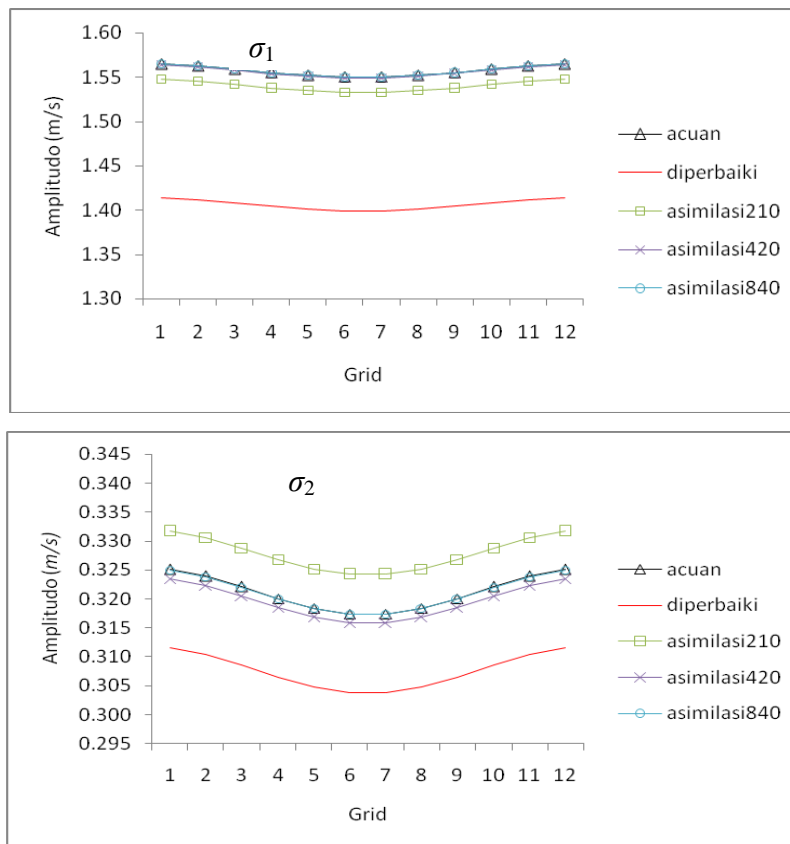 σ1
Amplitudo (m/s)
1.60
1.55
1.50
1.45
1.40
1.35
1.30
1 2 3 4 5 6 7 8 9 10 11 12
Grid
acuan
diperbaiki
asimilasi210
asimilasi420
asimilasi840
σ2
Amplitudo (m/s)
0.345
0.340
0.335
0.330
0.325
0.320
0.315
0.310
0.305
0.300
0.295
1 2 3 4 5 6 7 8 9 10 11 12
Grid
acuan
diperbaiki
asimilasi210
asimilasi420
asimilasi840